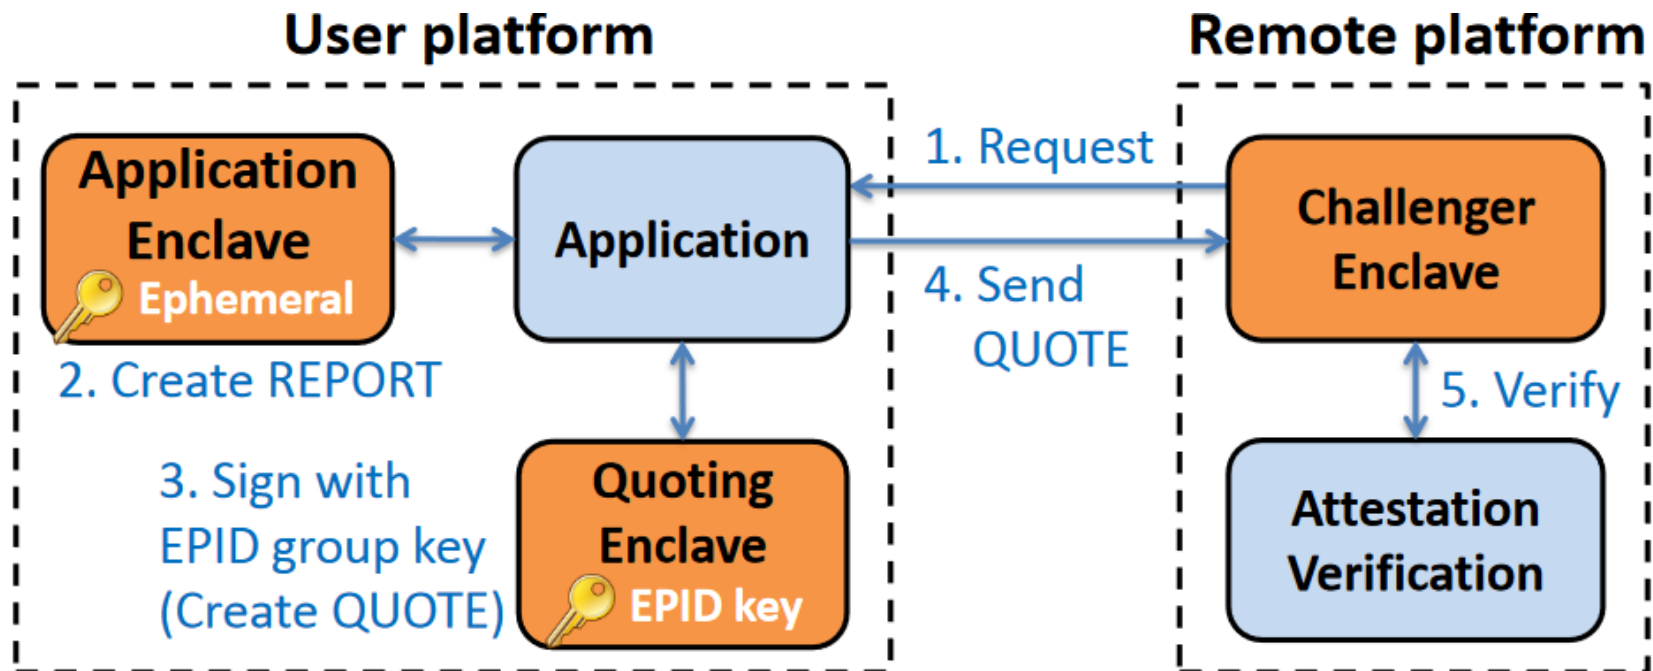 User platform
Remote platform
Application
Enclave
Ephemeral
Application
1. Request
4. Send
QUOTE
Challenger
Enclave
2. Create REPORT
3. Sign with
EPID group key
(Create QUOTE)
Quoting
Enclave
EPID key
5. Verify
Attestation
Verification